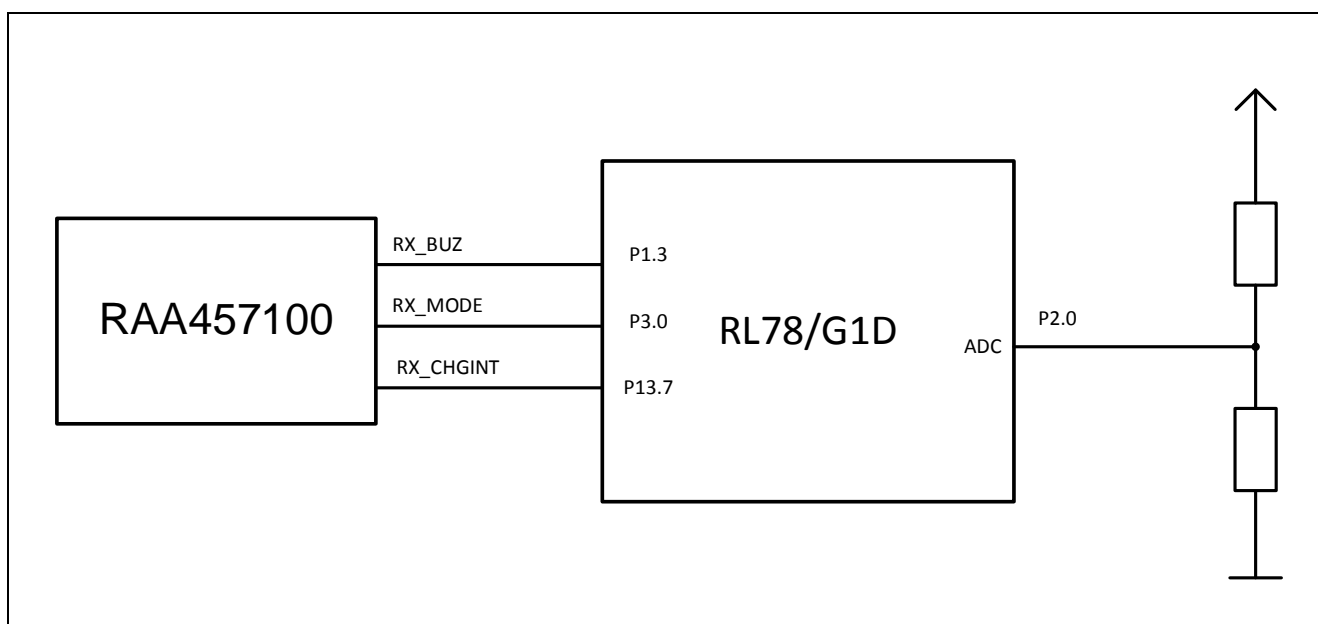 RAA457100
RX_BUZ
RX_MODE
RX_CHGINT
P1.3
P3.0
P13.7
RL78/G1D
ADC
P2.0